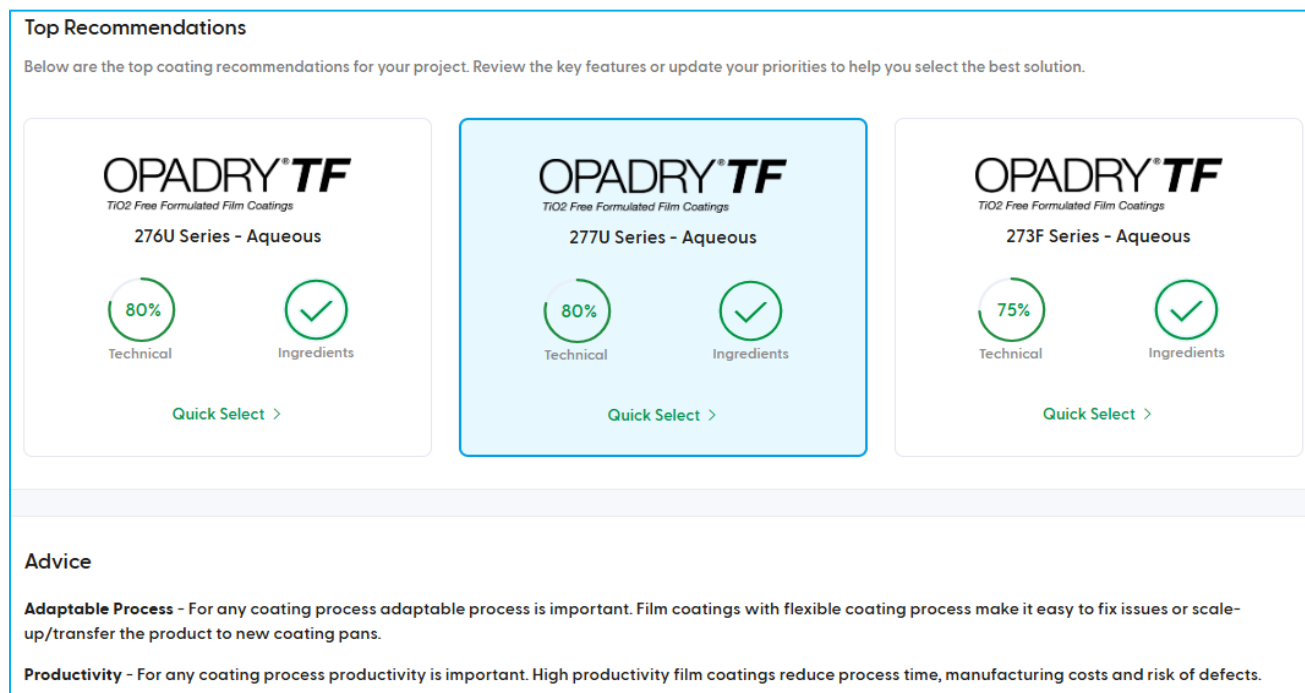 Top Recommendations
Below are the top coating recommendations for your project. Review the key features or update your priorities to help you select the best solution.
OPADRY®TF
TiO2 Free Formulated Film Coatings
276U Series - Aqueous
80%
Technical
Ingredients
Quick Select >
OPADRY®TF
TiO2 Free Formulated Film Coatings
277U Series - Aqueous
80%
Technical
Ingredients
Quick Select >
OPADRY®TF
TiO2 Free Formulated Film Coatings
273F Series - Aqueous
75%
Technical
Ingredients
Quick Select >
Advice
Adaptable Process - For any coating process adaptable process is important. Film coatings with flexible coating process make it easy to fix issues or scale-
up/transfer the product to new coating pans.
Productivity - For any coating process productivity is important. High productivity film coatings reduce process time, manufacturing costs and risk of defects.